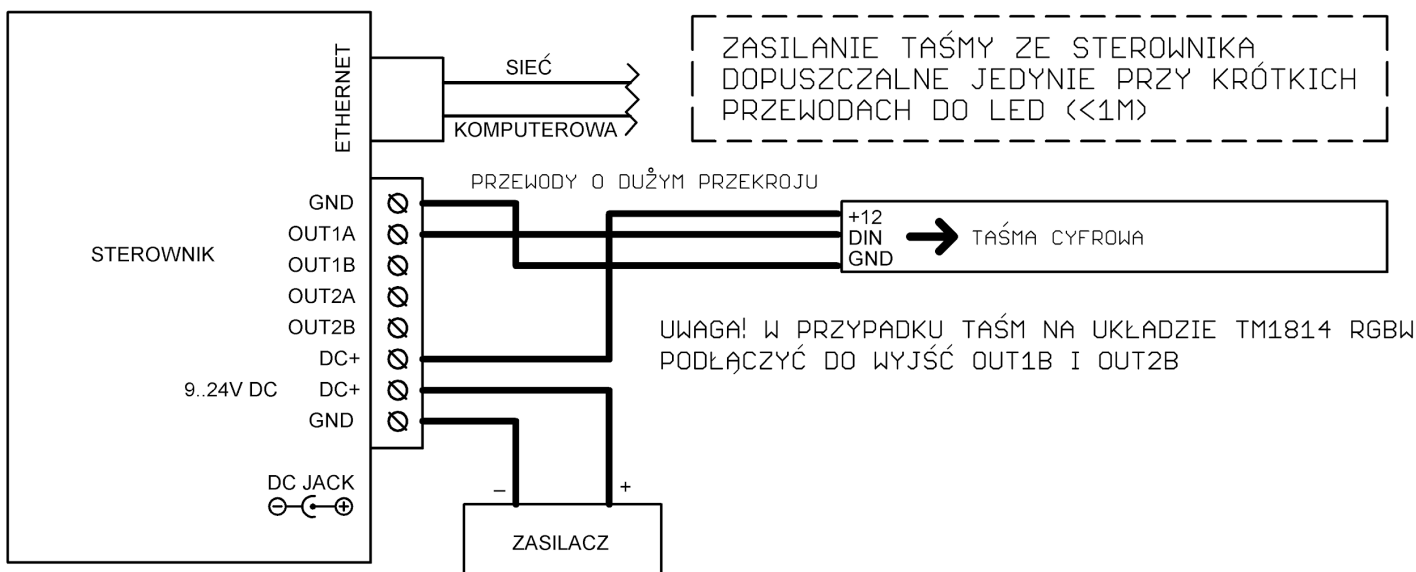 ETHERNET
SIEĆ
KOMPUTEROWA
ZASILANIE TAŚMY ZE STEROWNIKA
DOPUSZCZALNE JEDYNIE PRZY KRÓTKICH
PRZEWODACH DO LED (<1M)
PRZEWODY O DUŻYM PRZEKROJU
STEROWNIK
GND
OUT1A
OUT1B
OUT2A
OUT2B
DC+
9..24V DC DC+
GND
+12
DIN
GND
TAŚMA CYFROWA
UWAGA! W PRZYPADKU TAŚM NA UKŁADZIE TM1814 RGBW
PODŁĄCZYĆ DO WYJŚĆ OUT1B I OUT2B
DC JACK
– +
ZASILACZ